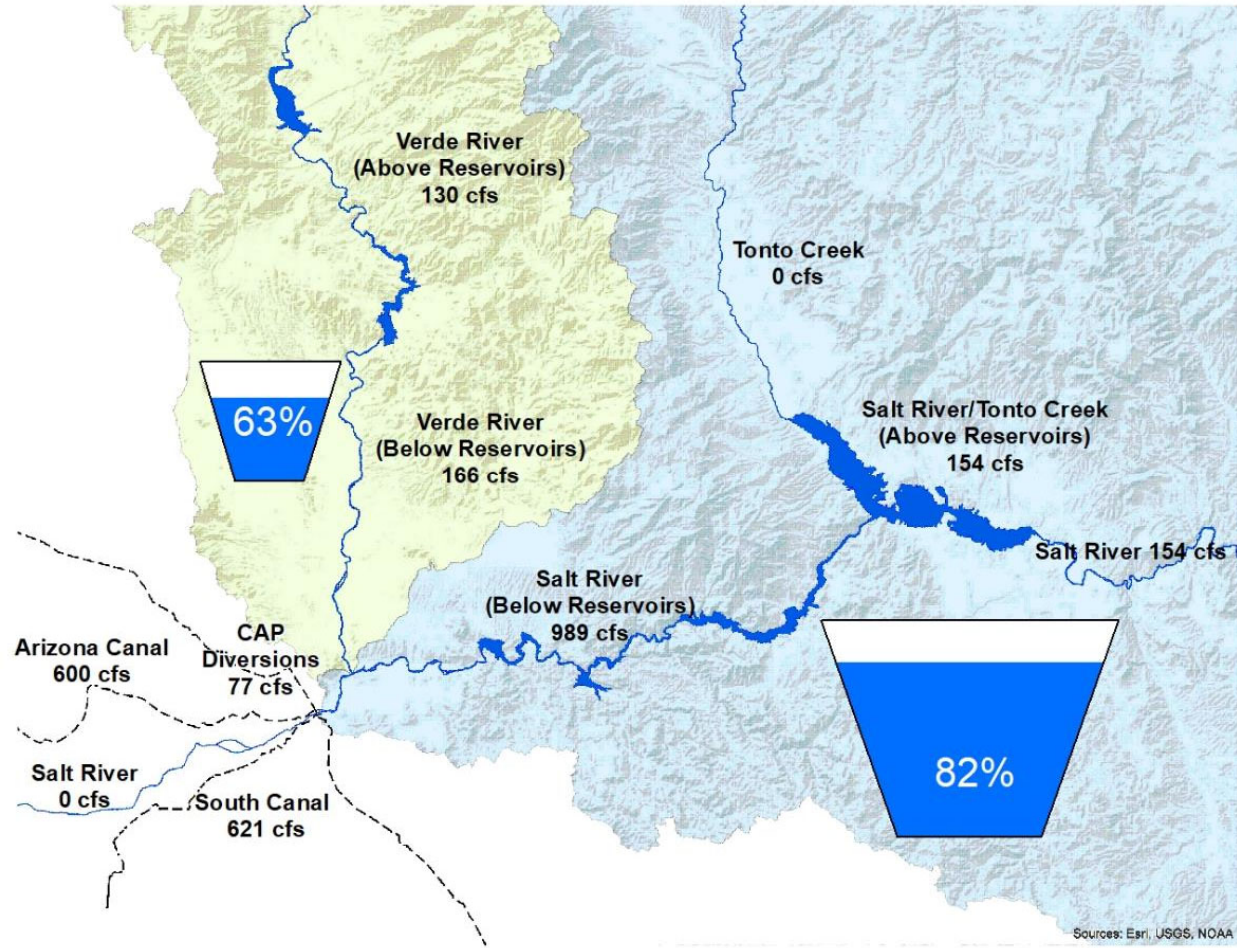 Verde River
(Above Reservoirs)
130 cfs
Tonto Creek
0 cfs
63%
Verde River
(Below Reservoirs)
166 cfs
Salt River/Tonto Creek
(Above Reservoirs)
154 cfs
Salt River 154 cfs
Salt River
(Below Reservoirs)
989 cfs
Arizona Canal
600 cfs
CAP
Diversions
77 cfs
Salt River
0 cfs
South Canal
621 cfs
82%
Sources: Esri, USGS, NOAA